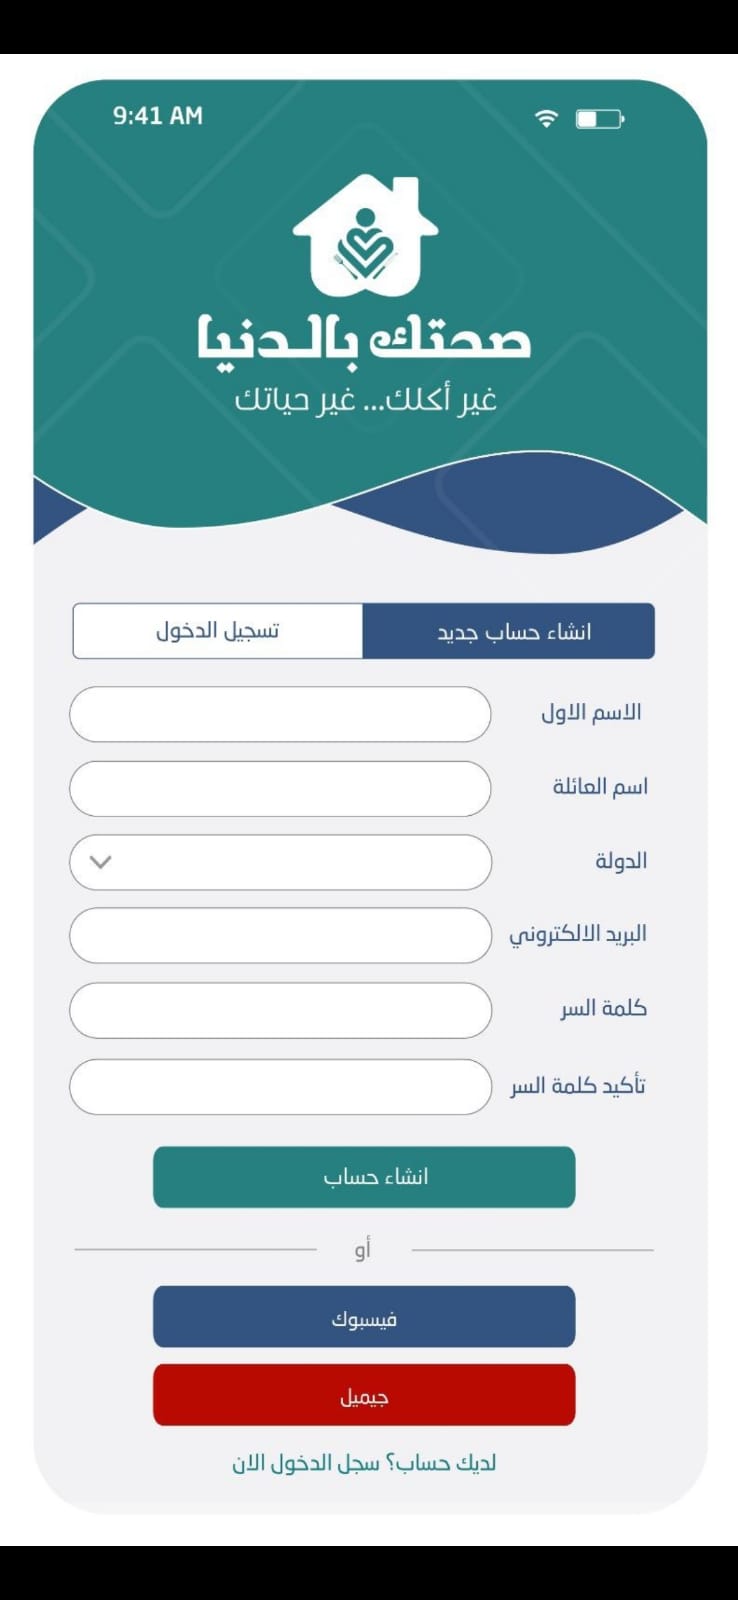 9:41 AM
صحتك بالدنيا
غير أكلك... غير حياتك
انشاء حساب جديد
تسجيل الدخول
الاسم الاول
اسم العائلة
الدولة
البريد الالكتروني
كلمة السر
تأكيد كلمة السر
انشاء حساب
أو
فيسبوك
جيميل
لديك حساب؟ سجل الدخول الان